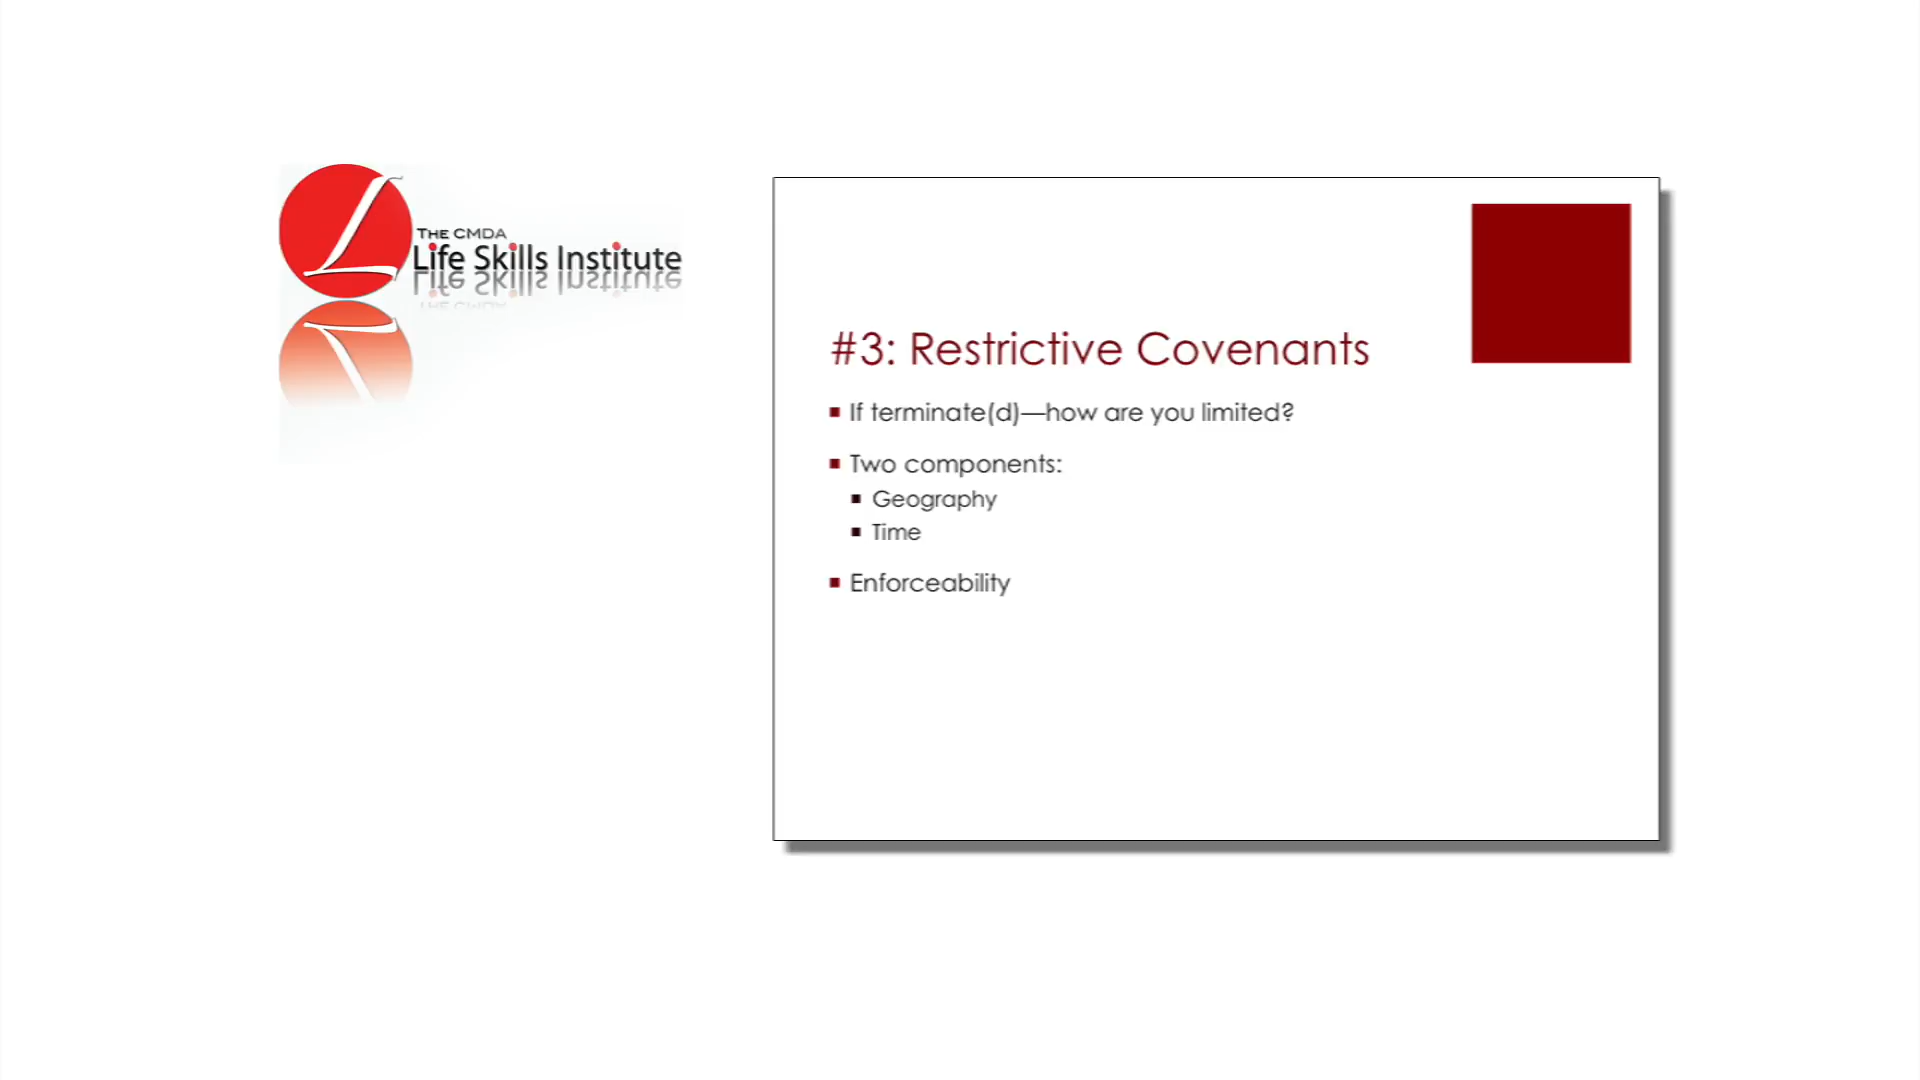 THE CMDA
Life Skills Institute
#3: Restrictive Covenants
If terminate(d)—how are you limited?
Two components:
Geography
Time
Enforceability